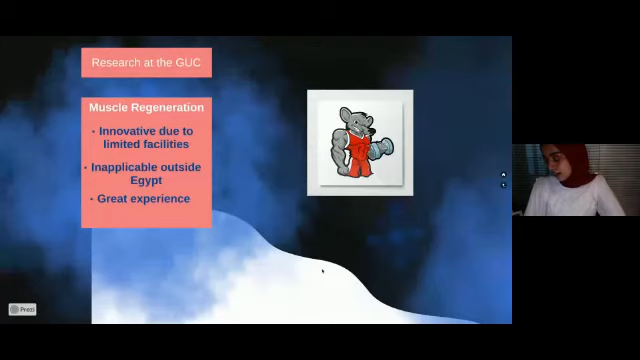 Research at the GUC
Muscle Regeneration
• Innovative due to
limited facilities
• Inapplicable outside
Egypt
• Great experience
Prezi